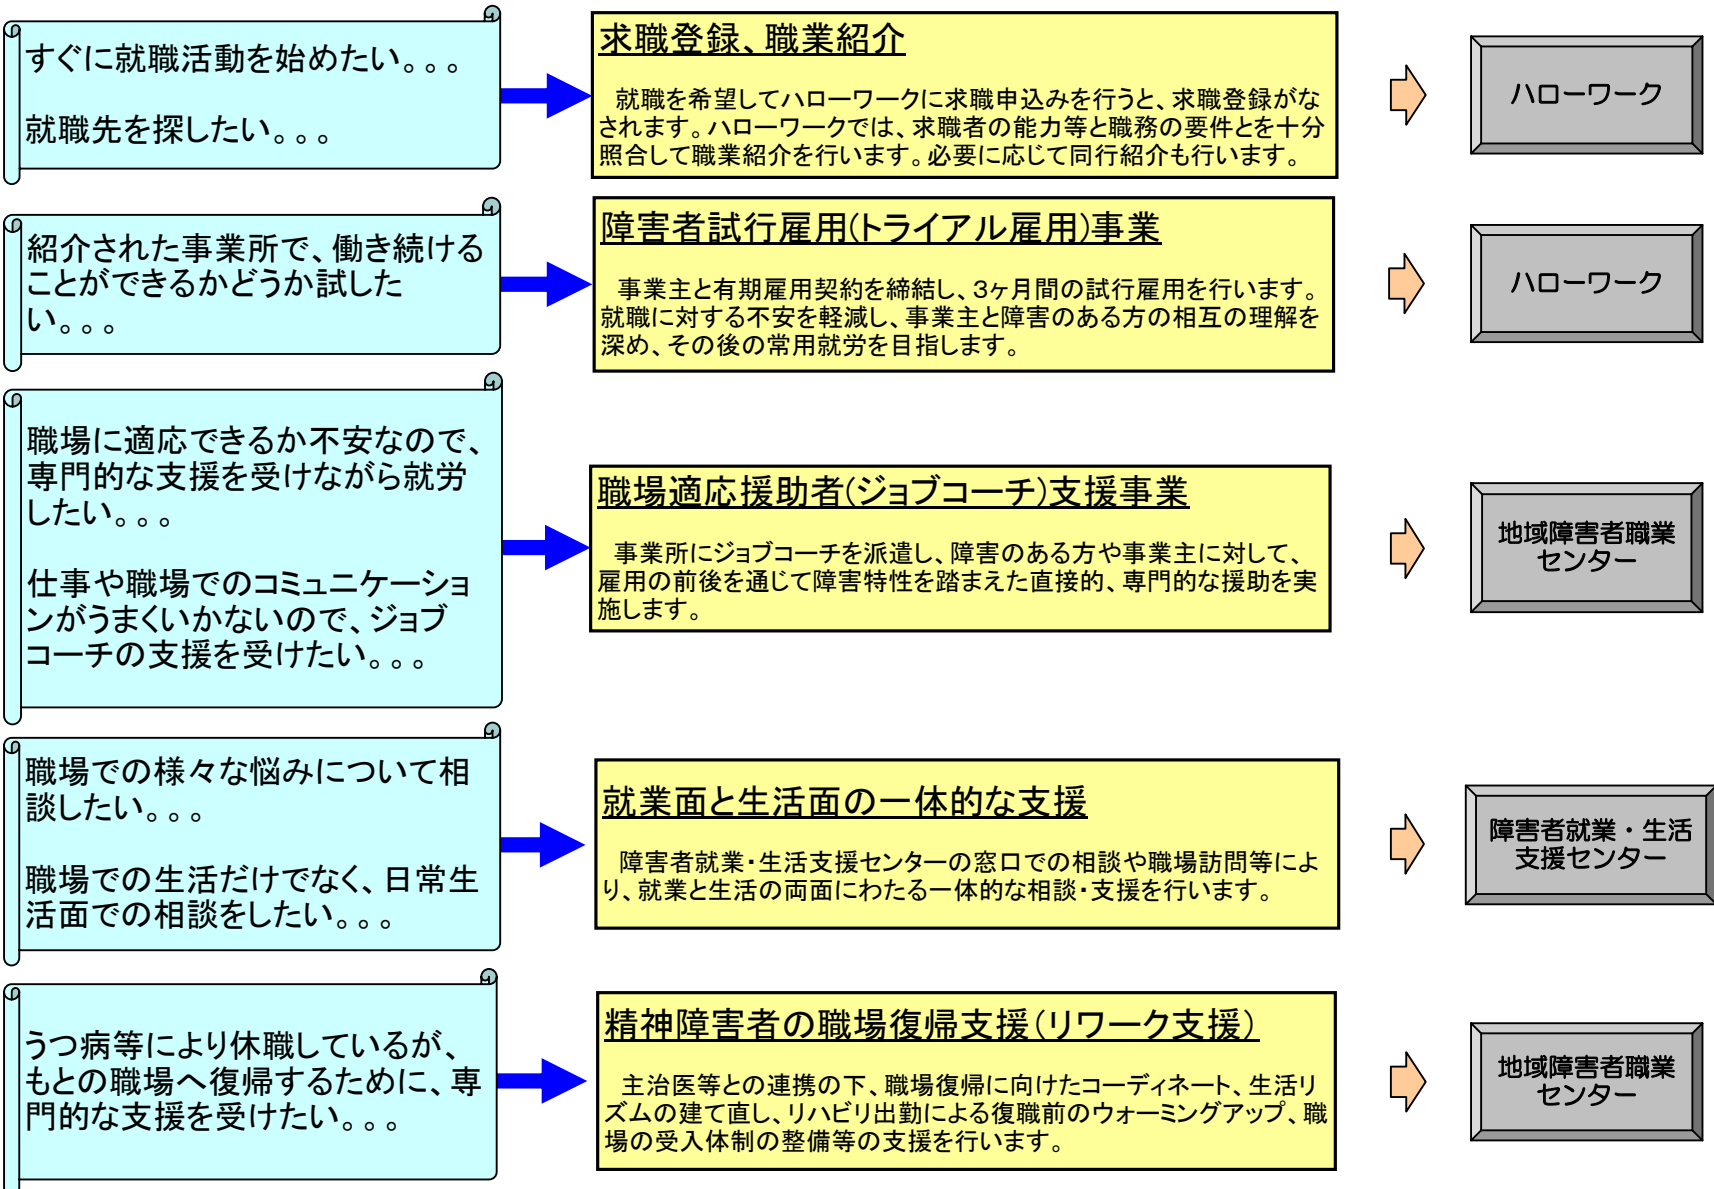 すぐに就職活動を始めたい。。。
就職先を探したい。。。
求職登録、職業紹介
就職を希望してハローワークに求職申込みを行うと、求職登録がな
されます。ハローワークでは、求職者の能力等と職務の要件とを十分
照合して職業紹介を行います。必要に応じて同行紹介も行います。
ハローワーク
紹介された事業所で、働き続ける
ことができるかどうか試した
い。。。
障害者試行雇用(トライアル雇用)事業
事業主と有期雇用契約を締結し、3ヶ月間の試行雇用を行います。
就職に対する不安を軽減し、事業主と障害のある方の相互の理解を
深め、その後の常用就労を目指します。
ハローワーク
職場に適応できるか不安なので、
専門的な支援を受けながら就労
したい。。。
仕事や職場でのコミュニケーショ
ンがうまくいかないので、ジョブ
コーチの支援を受けたい。。。
職場適応援助者(ジョブコーチ)支援事業
事業所にジョブコーチを派遣し、障害のある方や事業主に対して、
雇用の前後を通じて障害特性を踏まえた直接的、専門的な援助を実
施します。
地域障害者職業
センター
職場での様々な悩みについて相
談したい。。。
職場での生活だけでなく、日常生
活面での相談をしたい。。。
就業面と生活面の一体的な支援
障害者就業・生活支援センターの窓口での相談や職場訪問等によ
り、就業と生活の両面にわたる一体的な相談・支援を行います。
障害者就業・生活
支援センター
うつ病等により休職しているが、
もとの職場へ復帰するために、専
門的な支援を受けたい。。。
精神障害者の職場復帰支援(リワーク支援)
主治医等との連携の下、職場復帰に向けたコーディネート、生活リ
ズムの建て直し、リハビリ出勤による復職前のウォーミングアップ、職
場の受入体制の整備等の支援を行います。
地域障害者職業
センター